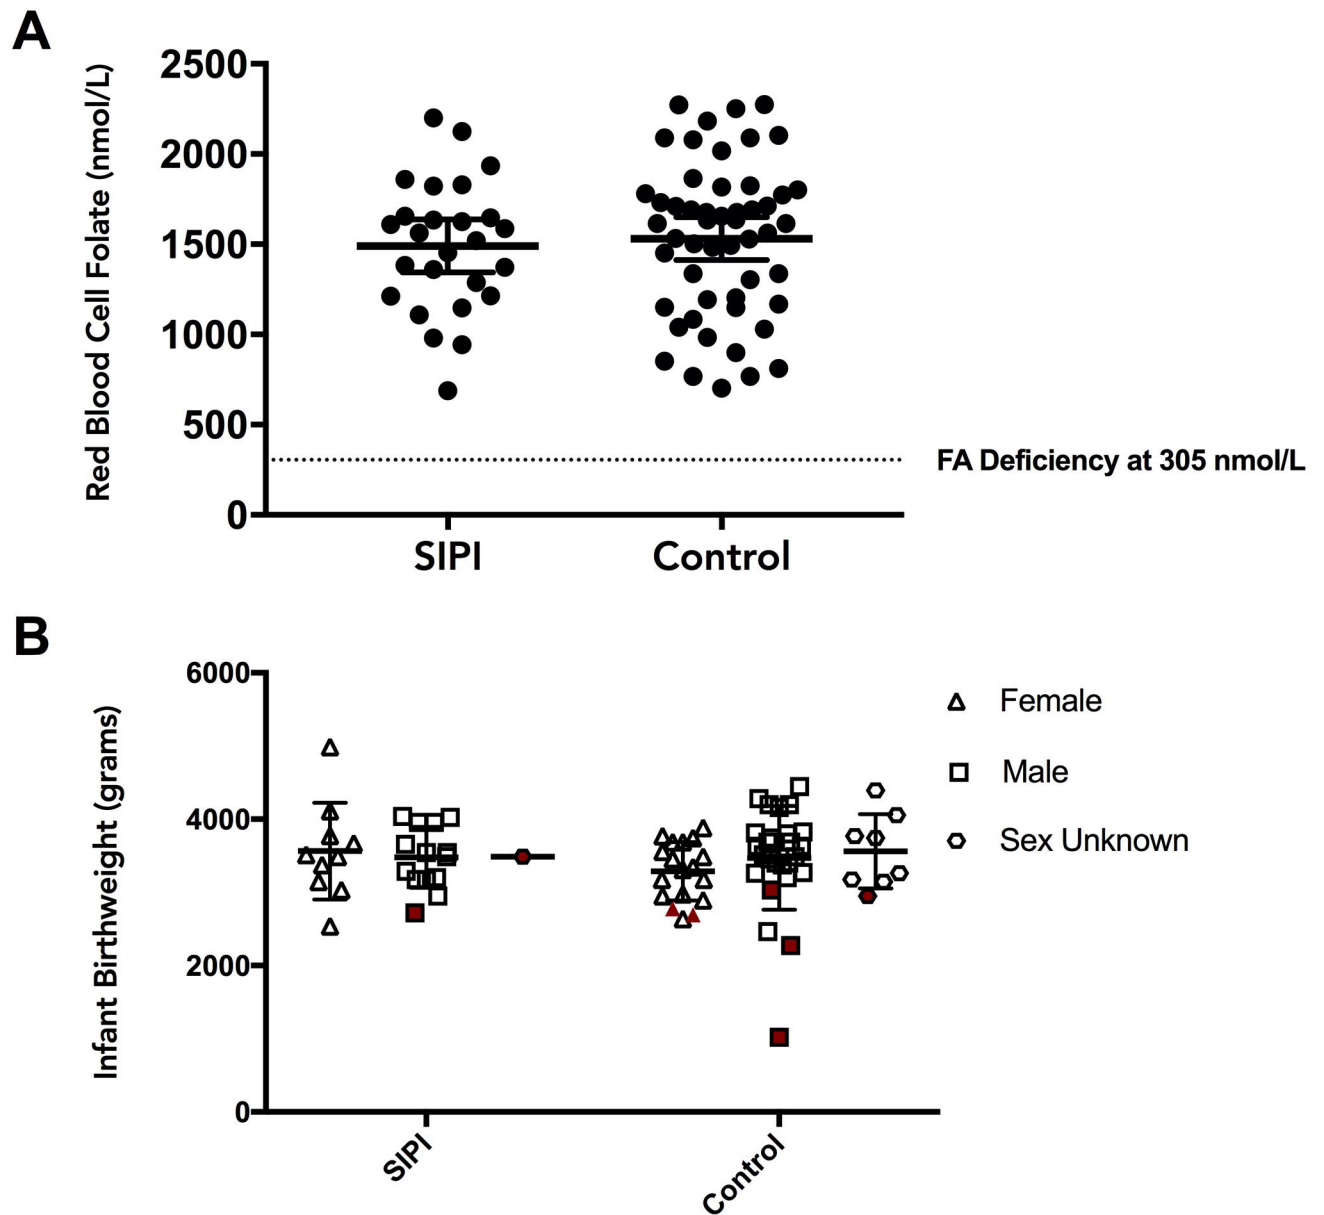 A
Red Blood Cell Folate (nmol/L)
2500
2000
1500
1000
500
0
FA Deficiency at 305 nmol/L
SIPI
Control
B
Infant Birthweight (grams)
6000
4000
2000
0
Female
Male
Sex Unknown
SIPI
Control